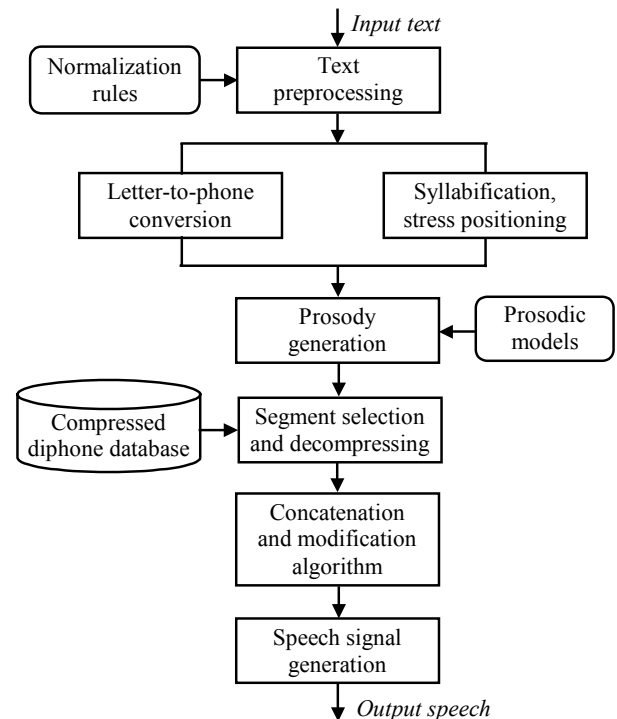 Input text
Normalization
rules
Text
preprocessing
Letter-to-phone
conversion
Syllabification,
stress positioning
Prosody
generation
Prosodic
models
Compressed
diphone database
Segment selection
and decompressing
Concatenation
and modification
algorithm
Speech signal
generation
Output speech